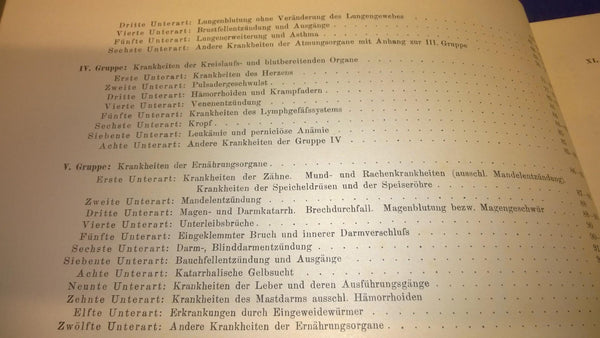 Dritte Unterart: Lungenblutung ohne Veränderung des Lungengewebes
Vierte Unterart: Brustfellentzündung und Ausgänge
Fünfte Unterart: Lungenerweiterung und Asthma
Sechste Unterart: Andere Krankheiten der Atmungsorgane mit Anhang zur III. Gruppe
IV. Gruppe: Krankheiten der Kreislaufs- und blutbereitenden Organe
XI.
Erste Unterart: Krankheiten des Herzens
Zweite Unterart: Pulsadergeschwulst
Dritte Unterart: Hämorrhoiden und Krampfadern
Vierte Unterart: Venenentzündung
Fünfte Unterart: Krankheiten des Lymphgefäfssystems
Sechste Unterart: Kropf
Siebente Unterart: Leukämie und perniciöse Anämie
Achte Unterart: Andere Krankheiten der Gruppe IV
V. Gruppe: Krankheiten der Ernährungsorgane
Erste Unterart: Krankheiten der Zähne. Mund- und Rachenkrankheiten (ausschl. Mandelentzündung),
Krankheiten der Speicheldrüsen und der Speiseröhre
Zweite Unterart: Mandelentzündung
Dritte Unterart: Magen- und Darmkatarrh. Brechdurchfall. Magenblutung bezw. Magengeschwür
Vierte Unterart: Unterleibsbrüche
Fünfte Unterart: Eingeklemmter Bruch und innerer Darmverschlufs
Sechste Unterart: Darm-, Blinddarmentzündung
Siebente Unterart: Bauchfellentzündung und Ausgänge
Achte Unterart: Katarrhalische Gelbsucht
Neunte Unterart: Krankheiten der Leber und deren Ausführungsgänge
Zehnte Unterart: Krankheiten des Mastdarms ausschl. Hämorrhoiden
Elfte Unterart: Erkrankungen durch Eingeweidewürmer
Zwölfte Unterart: Andere Krankheiten der Ernährungsorgane